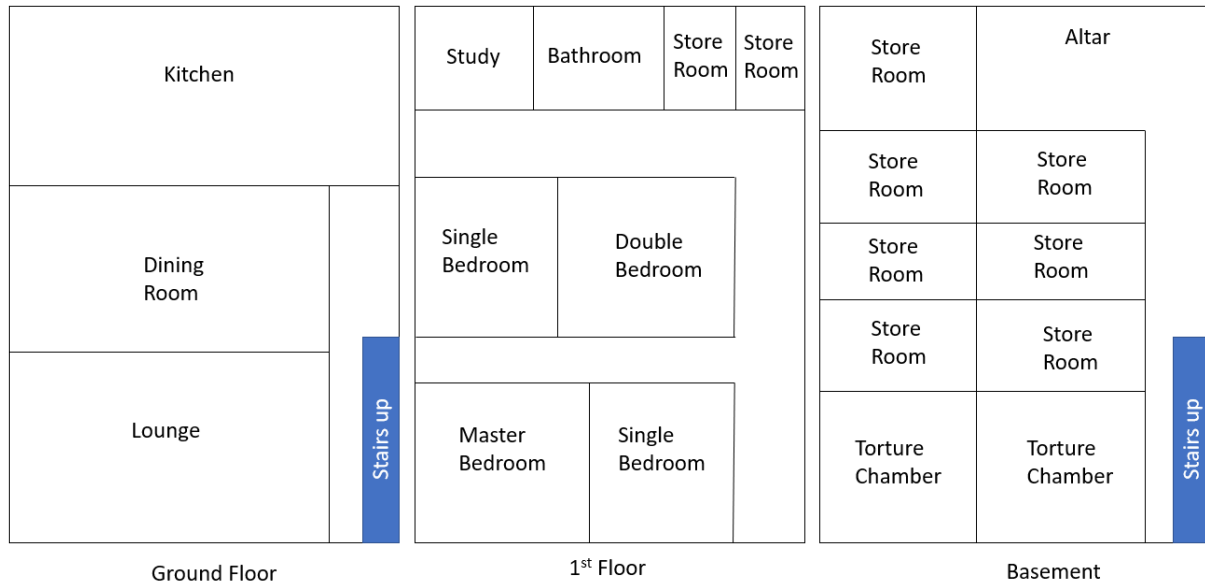 Kitchen
Dining
Room
Lounge
Stairs up
Ground Floor
Study
Bathroom
Store
Room
Store
Room
Single
Bedroom
Double
Bedroom
Master
Bedroom
Single
Bedroom
1st Floor
Store
Room
Altar
Store
Room
Store
Room
Store
Room
Store
Room
Store
Room
Store
Room
Torture
Chamber
Torture
Chamber
Stairs up
Basement